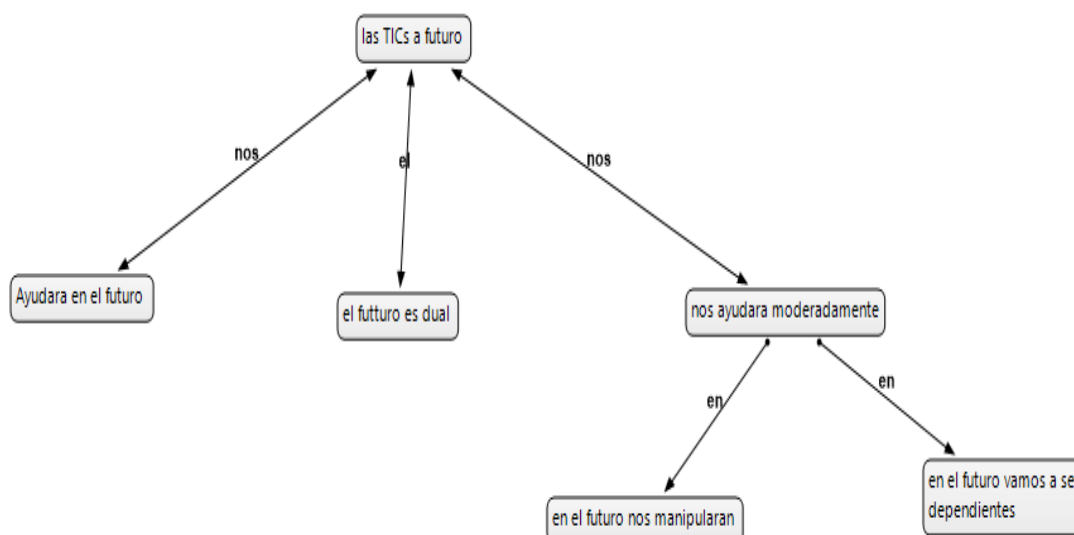 las TICs a futuro
nos
el
nos
Ayudara en el futuro
el futturo es dual
nos ayudara moderadamente
en
en
en el futuro vamos a se
dependientes
en el futuro nos manipularan